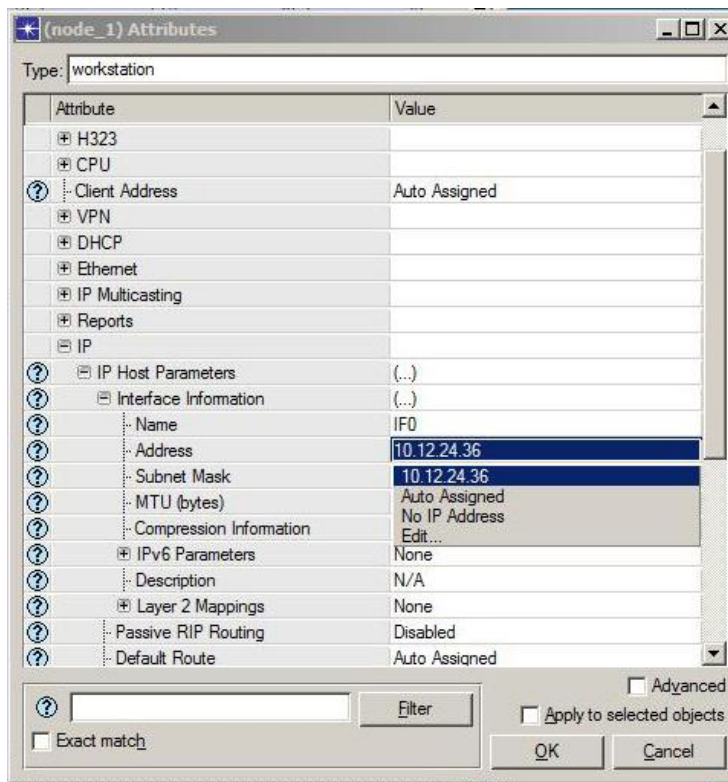 (node_1) Attributes
Type: workstation
Attribute Value
H323
CPU
Client Address Auto Assigned
VPN
DHCP
Ethernet
IP Multicasting
Reports
IP
IP Host Parameters (...)
Interface Information (...)
Name IF0
Address 10.12.24.36
Subnet Mask 10.12.24.36
MTU (bytes) Auto Assigned
No IP Address
Compression Information Edit...
IPv6 Parameters None
Description N/A
Layer 2 Mappings None
Passive RIP Routing Disabled
Default Route Auto Assigned
Advanced
Filter
Apply to selected objects
Exact match
OK Cancel